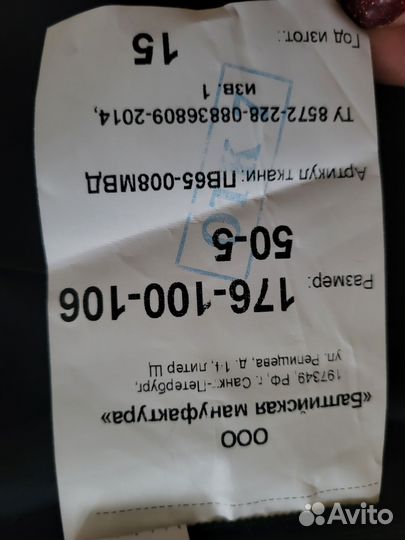 ООО
«Балтийская мануфактура»
197349, РФ, г. Санкт-Петербург,
ул. Репищева, д. 14, литер Щ
Размер:
176-100-106
50-5
Артикул ткани: ПВ65-008МВД
ТУ 8572-228-08836809-2014,
изв. 1
Год изгот.: 15
Avito